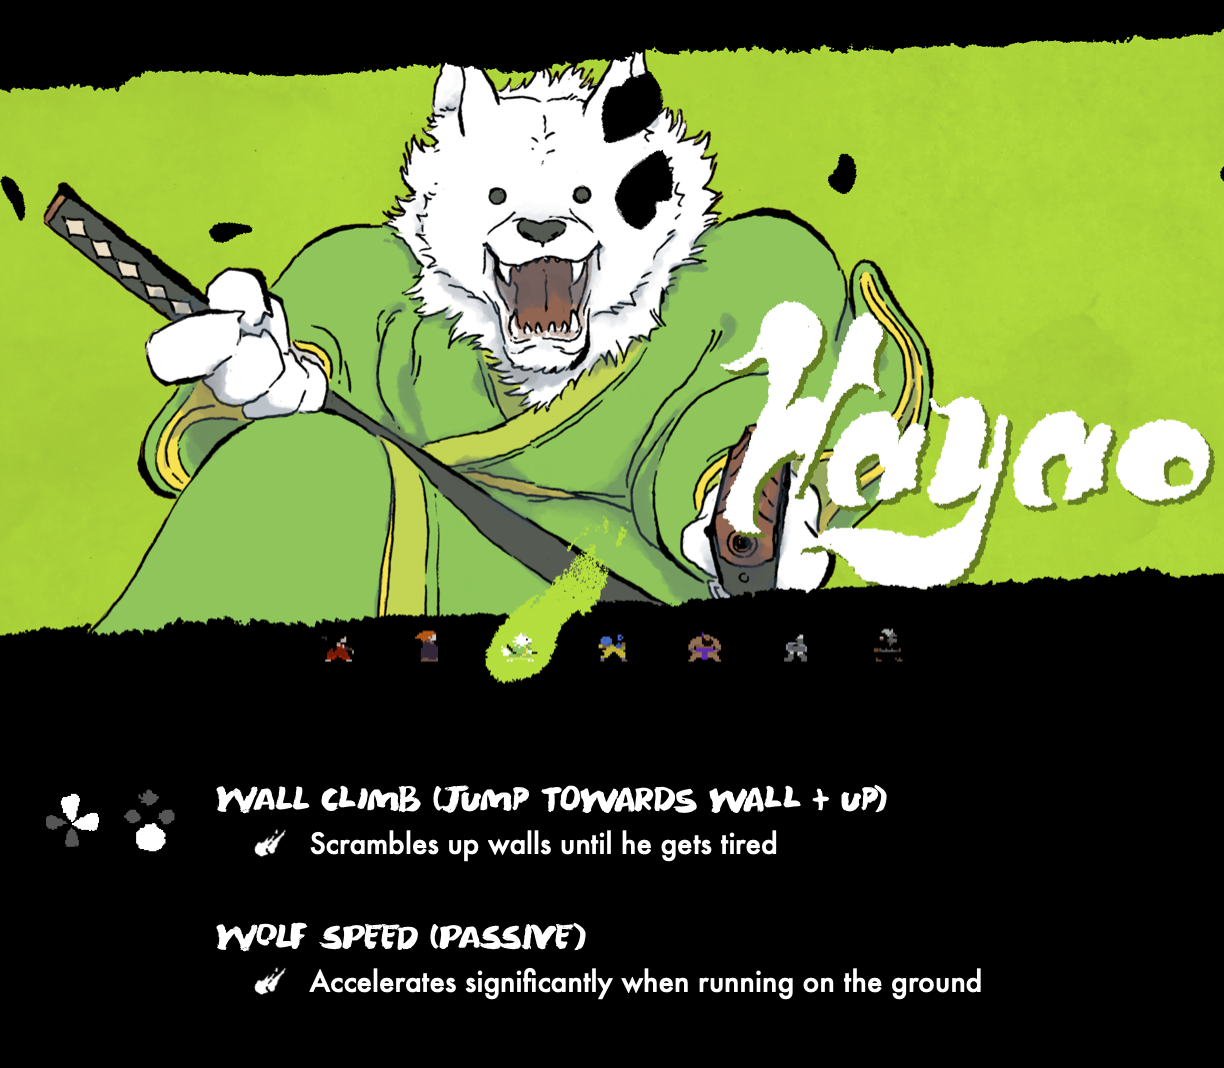 Hayao
WALL CLIMB (JUMP TOWARDS WALL + UP)
Scrambles up walls until he gets tired
WOLF SPEED (PASSIVE)
Accelerates significantly when running on the ground